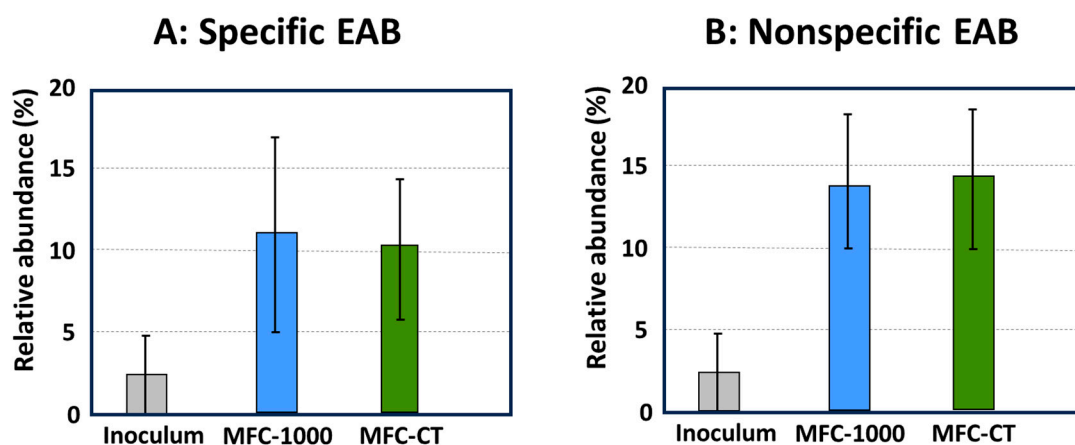 A: Specific EAB
Relative abundance (%)
20
15
10
5
0
Inoculum MFC-1000 MFC-CT
B: Nonspecific EAB
Relative abundance (%)
20
15
10
5
0
Inoculum MFC-1000 MFC-CT